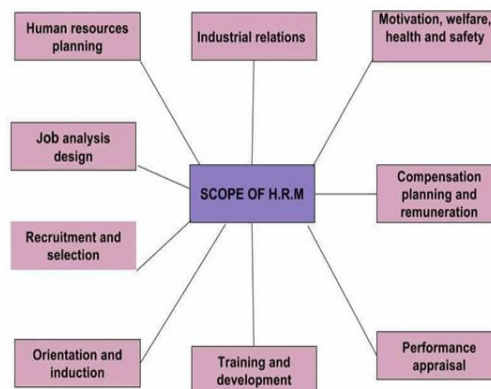 Human resources
planning
Industrial relations
Motivation, welfare,
health and safety
Job analysis
design
SCOPE OF H.R.M
Compensation
planning and
remuneration
Recruitment and
selection
Orientation and
induction
Training and
development
Performance
appraisal